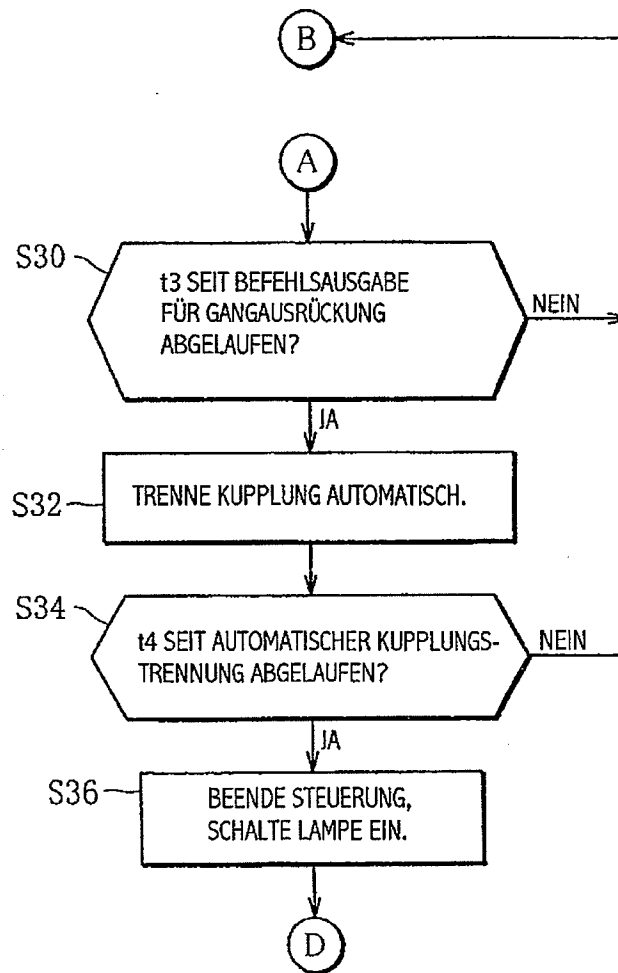 B
A
S30
t3 SEIT BEFEHLSAUSGABE
FÜR GANGAUSRÜCKUNG
ABGELAUFEN?
NEIN
JA
S32
TRENNE KUPPLUNG AUTOMATISCH.
S34
t4 SEIT AUTOMATISCHER KUPPLUNGS-
TRENNUNG ABGELAUFEN?
NEIN
JA
S36
BEENDE STEUERUNG,
SCHALTE LAMPE EIN.
D